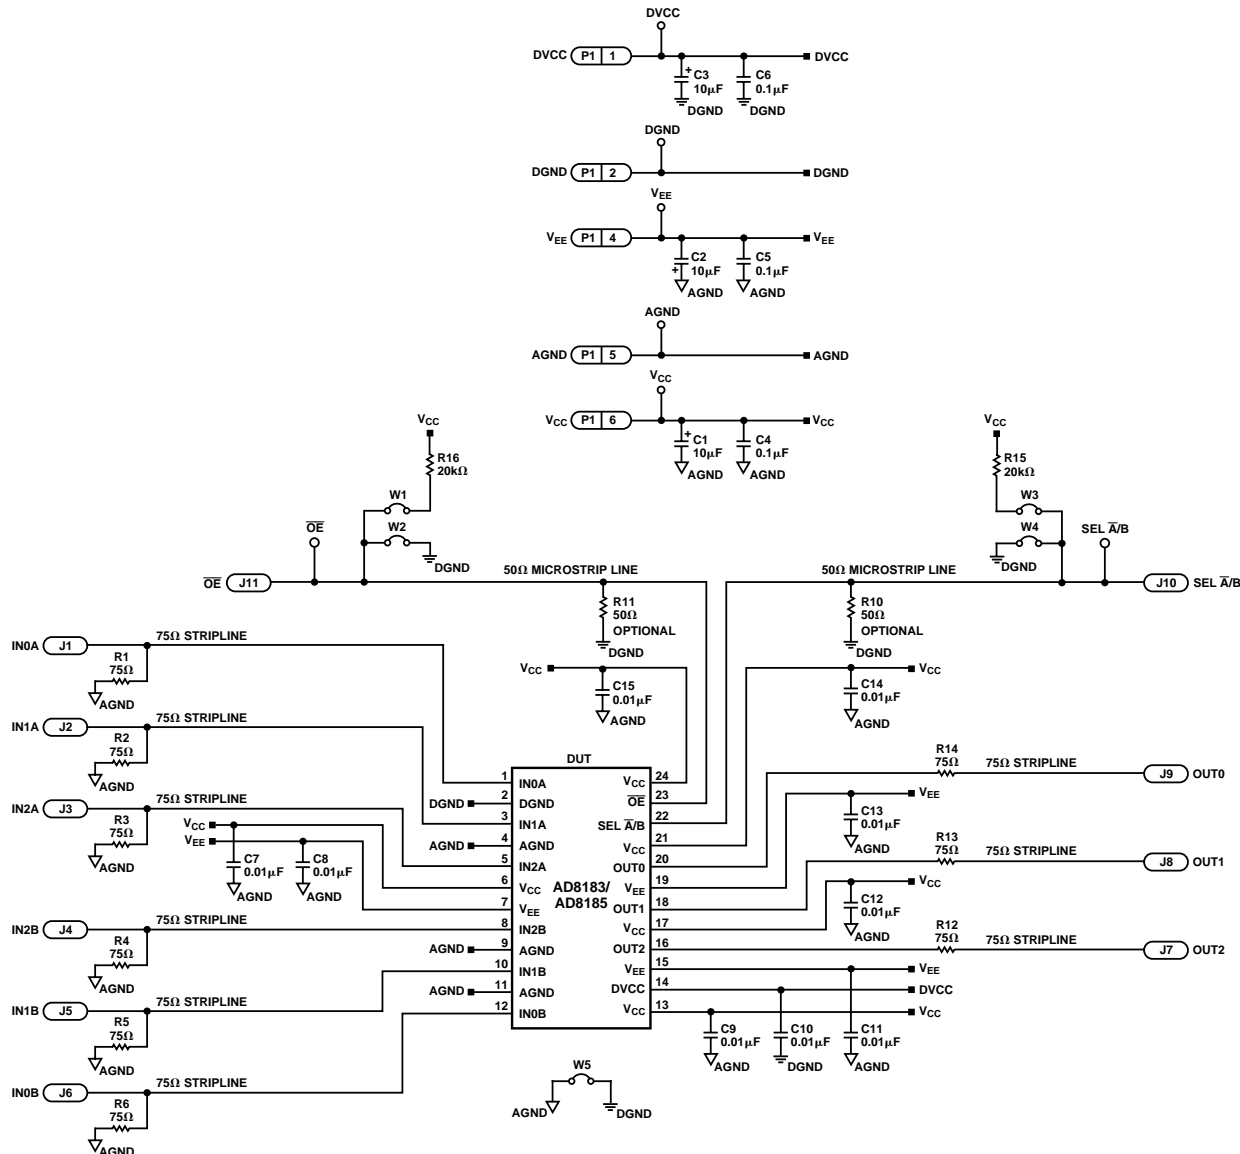 DVCC
DVCC P1 1 DVCC
+ C3 10µF
C6 0.1µF
DGND DGND
DGND
DGND P1 2 DGND
VEE
VEE P1 4 VEE
+ C2 10µF
C5 0.1µF
AGND AGND
AGND
AGND P1 5 AGND
VCC
VCC P1 6 VCC
+ C1 10µF
C4 0.1µF
AGND AGND
VCC
R16 20kΩ
W1
W2
DGND
O̅E̅
O̅E̅ J11
50Ω MICROSTRIP LINE
R11 50Ω OPTIONAL
DGND
VCC
R15 20kΩ
W3
W4
DGND
SEL A̅/B
J10 SEL A̅/B
50Ω MICROSTRIP LINE
R10 50Ω OPTIONAL
DGND
VCC
C15 0.01µF
AGND
VCC
C14 0.01µF
AGND
IN0A J1 75Ω STRIPLINE
R1 75Ω
AGND
IN1A J2 75Ω STRIPLINE
R2 75Ω
AGND
IN2A J3 75Ω STRIPLINE
R3 75Ω
AGND
VCC
VEE
C7 0.01µF
AGND
C8 0.01µF
AGND
IN2B J4 75Ω STRIPLINE
R4 75Ω
AGND
IN1B J5 75Ω STRIPLINE
R5 75Ω
AGND
IN0B J6 75Ω STRIPLINE
R6 75Ω
AGND
DUT
AD8183/
AD8185
1 IN0A
DGND 2 DGND
3 IN1A
AGND 4 AGND
5 IN2A
6 VCC
7 VEE
8 IN2B
AGND 9 AGND
10 IN1B
AGND 11 AGND
12 IN0B
VCC 24
O̅E̅ 23
SEL A̅/B 22
VCC 21
OUT0 20
VEE 19
OUT1 18
VCC 17
OUT2 16
VEE 15
DVCC 14
VCC 13
R14 75Ω
75Ω STRIPLINE
J9 OUT0
VEE
C13 0.01µF
AGND
R13 75Ω
75Ω STRIPLINE
J8 OUT1
VCC
C12 0.01µF
AGND
R12 75Ω
75Ω STRIPLINE
J7 OUT2
VEE
DVCC
VCC
C9 0.01µF
AGND
C10 0.01µF
DGND
C11 0.01µF
AGND
W5
AGND DGND